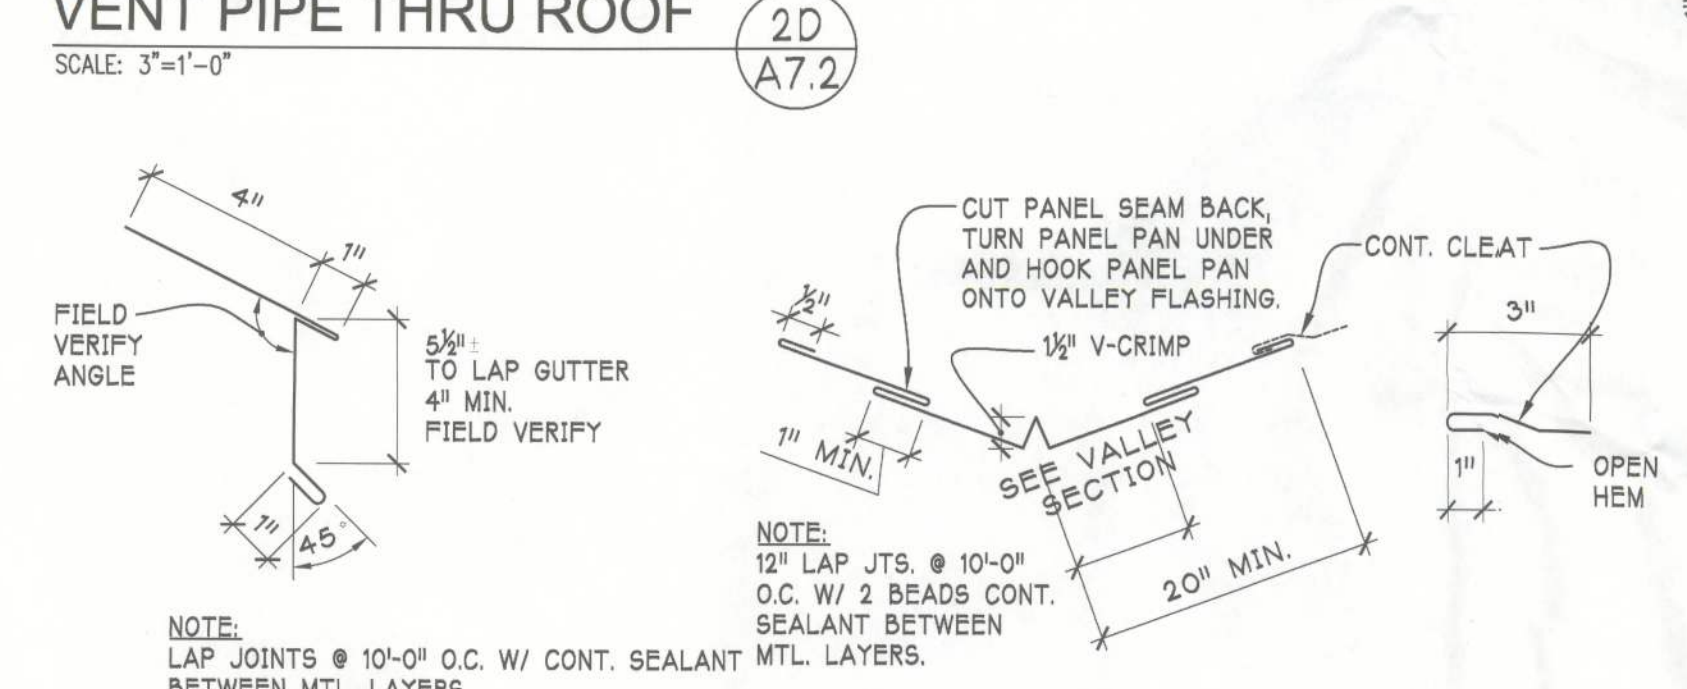 VENT PIPE THRU ROOF
2D
A7.2
SCALE: 3"=1'-0"
4"
1"
FIELD
VERIFY
ANGLE
5½"±
TO LAP GUTTER
4" MIN.
FIELD VERIFY
1"
45°
NOTE:
LAP JOINTS @ 10'-0" O.C. W/ CONT. SEALANT
BETWEEN MTL. LAYERS
CUT PANEL SEAM BACK,
TURN PANEL PAN UNDER
AND HOOK PANEL PAN
ONTO VALLEY FLASHING.
½"
1½" V-CRIMP
1" MIN.
SEE VALLEY
SECTION
20" MIN.
NOTE:
12" LAP JTS. @ 10'-0"
O.C. W/ 2 BEADS CONT.
SEALANT BETWEEN
MTL. LAYERS.
CONT. CLEAT
3"
1"
OPEN
HEM